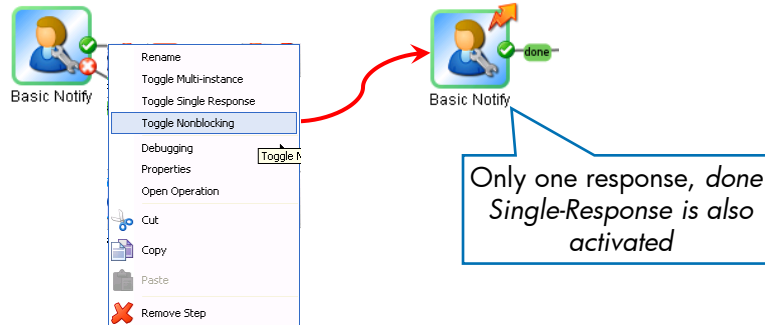 Basic Notify
Rename
Toggle Multi-instance
Toggle Single Response
Toggle Nonblocking
Debugging
Toggle
Properties
Open Operation
Cut
Copy
Paste
Remove Step
done
Basic Notify
Only one response, done
Single-Response is also
activated